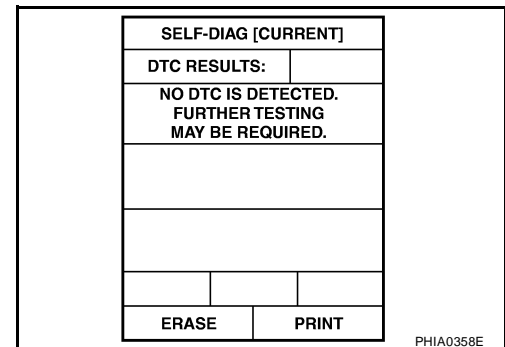 SELF-DIAG [CURRENT]
DTC RESULTS:
NO DTC IS DETECTED.
FURTHER TESTING
MAY BE REQUIRED.
ERASE PRINT
PHIA0358E